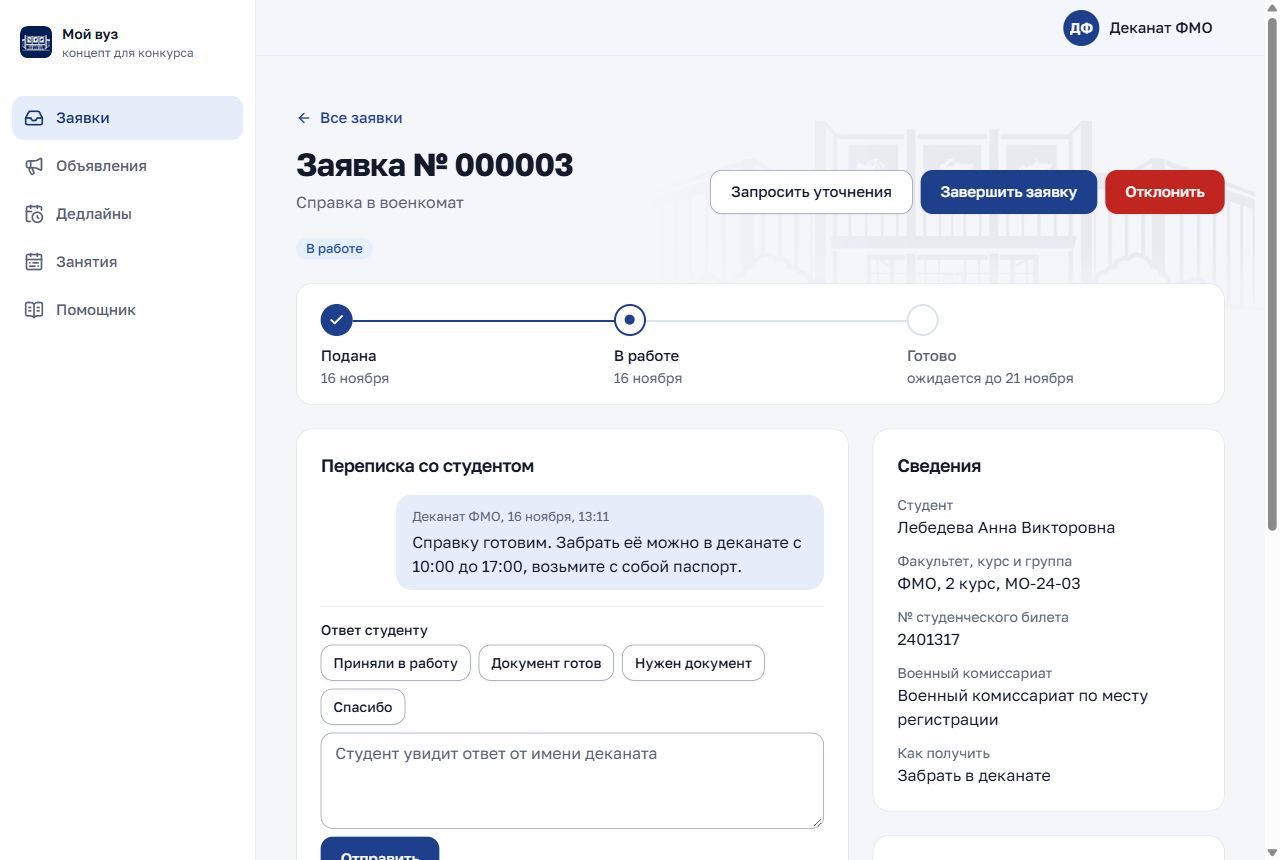 Мой вуз
концепт для конкурса
ДФ
Деканат ФМО
Заявки
Объявления
Дедлайны
Занятия
Помощник
Все заявки
Заявка № 000003
Справка в военкомат
Запросить уточнения
Завершить заявку
Отклонить
В работе
Подана
16 ноября
В работе
16 ноября
Готово
ожидается до 21 ноября
Переписка со студентом
Деканат ФМО, 16 ноября, 13:11
Справку готовим. Забрать её можно в деканате с
10:00 до 17:00, возьмите с собой паспорт.
Ответ студенту
Приняли в работу
Документ готов
Нужен документ
Спасибо
Студент увидит ответ от имени деканата
Отправить
Сведения
Студент
Лебедева Анна Викторовна
Факультет, курс и группа
ФМО, 2 курс, МО-24-03
№ студенческого билета
2401317
Военный комиссариат
Военный комиссариат по месту
регистрации
Как получить
Забрать в деканате